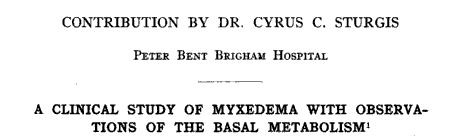 CONTRIBUTION BY DR. CYRUS C. STURGIS
PETER BENT BRIGHAM HOSPITAL
A CLINICAL STUDY OF MYXEDEMA WITH OBSERVA-
TIONS OF THE BASAL METABOLISM¹